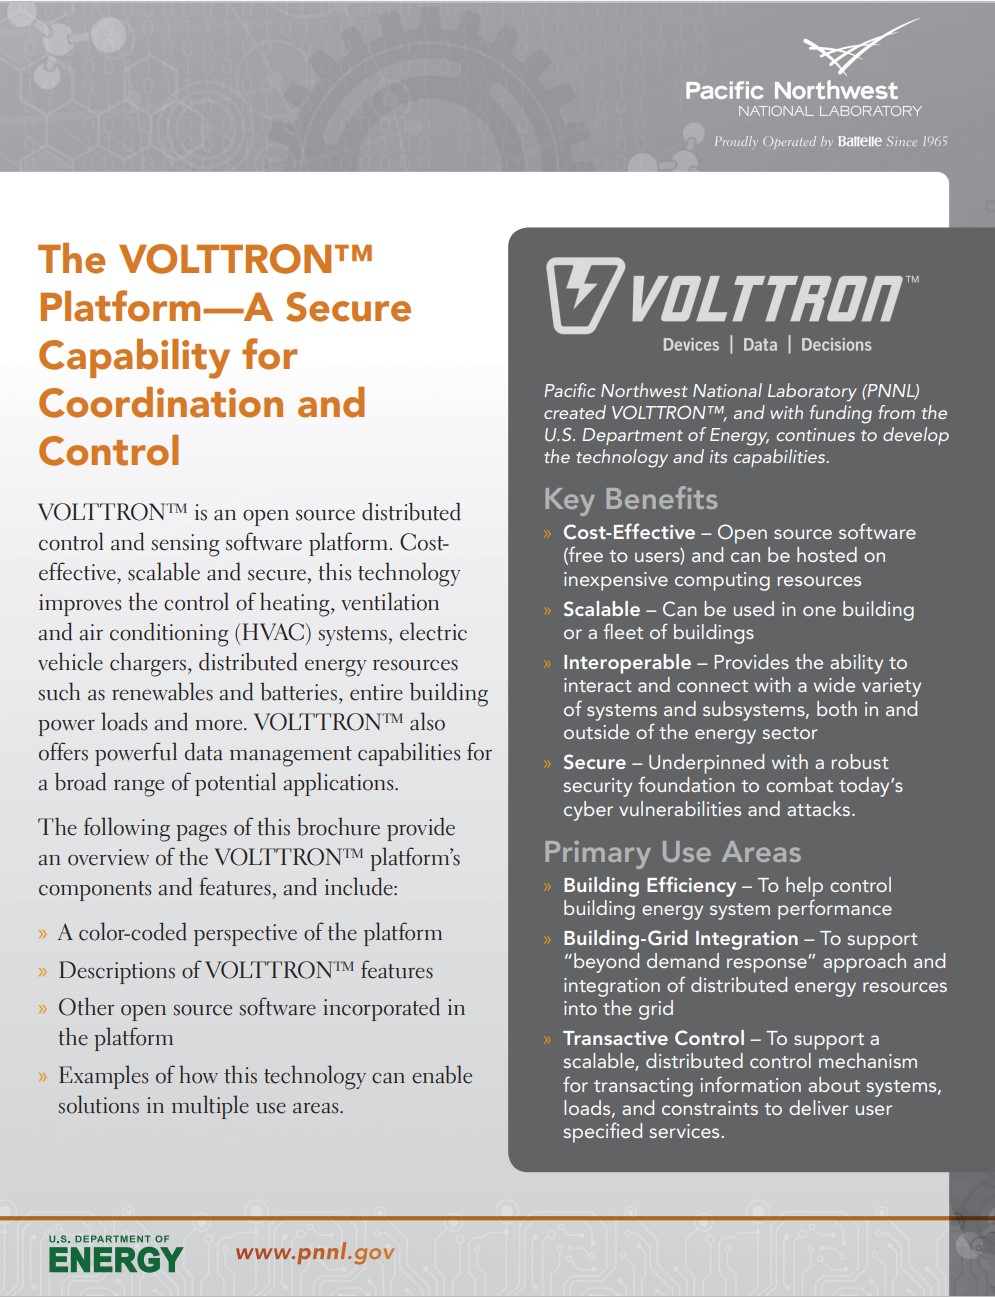 Pacific Northwest
NATIONAL LABORATORY
Proudly Operated by Battelle Since 1965
The VOLTTRON™
Platform—A Secure
Capability for
Coordination and
Control
VOLTTRON™ is an open source distributed
control and sensing software platform. Cost-
effective, scalable and secure, this technology
improves the control of heating, ventilation
and air conditioning (HVAC) systems, electric
vehicle chargers, distributed energy resources
such as renewables and batteries, entire building
power loads and more. VOLTTRON™ also
offers powerful data management capabilities for
a broad range of potential applications.
The following pages of this brochure provide
an overview of the VOLTTRON™ platform's
components and features, and include:
» A color-coded perspective of the platform
» Descriptions of VOLTTRON™ features
» Other open source software incorporated in
the platform
» Examples of how this technology can enable
solutions in multiple use areas.
VOLTTRON™
Devices | Data | Decisions
Pacific Northwest National Laboratory (PNNL)
created VOLTTRON™, and with funding from the
U.S. Department of Energy, continues to develop
the technology and its capabilities.
Key Benefits
» Cost-Effective – Open source software
(free to users) and can be hosted on
inexpensive computing resources
» Scalable – Can be used in one building
or a fleet of buildings
» Interoperable – Provides the ability to
interact and connect with a wide variety
of systems and subsystems, both in and
outside of the energy sector
» Secure – Underpinned with a robust
security foundation to combat today's
cyber vulnerabilities and attacks.
Primary Use Areas
» Building Efficiency – To help control
building energy system performance
» Building-Grid Integration – To support
“beyond demand response” approach and
integration of distributed energy resources
into the grid
» Transactive Control – To support a
scalable, distributed control mechanism
for transacting information about systems,
loads, and constraints to deliver user
specified services.
U.S. DEPARTMENT OF
ENERGY
www.pnnl.gov